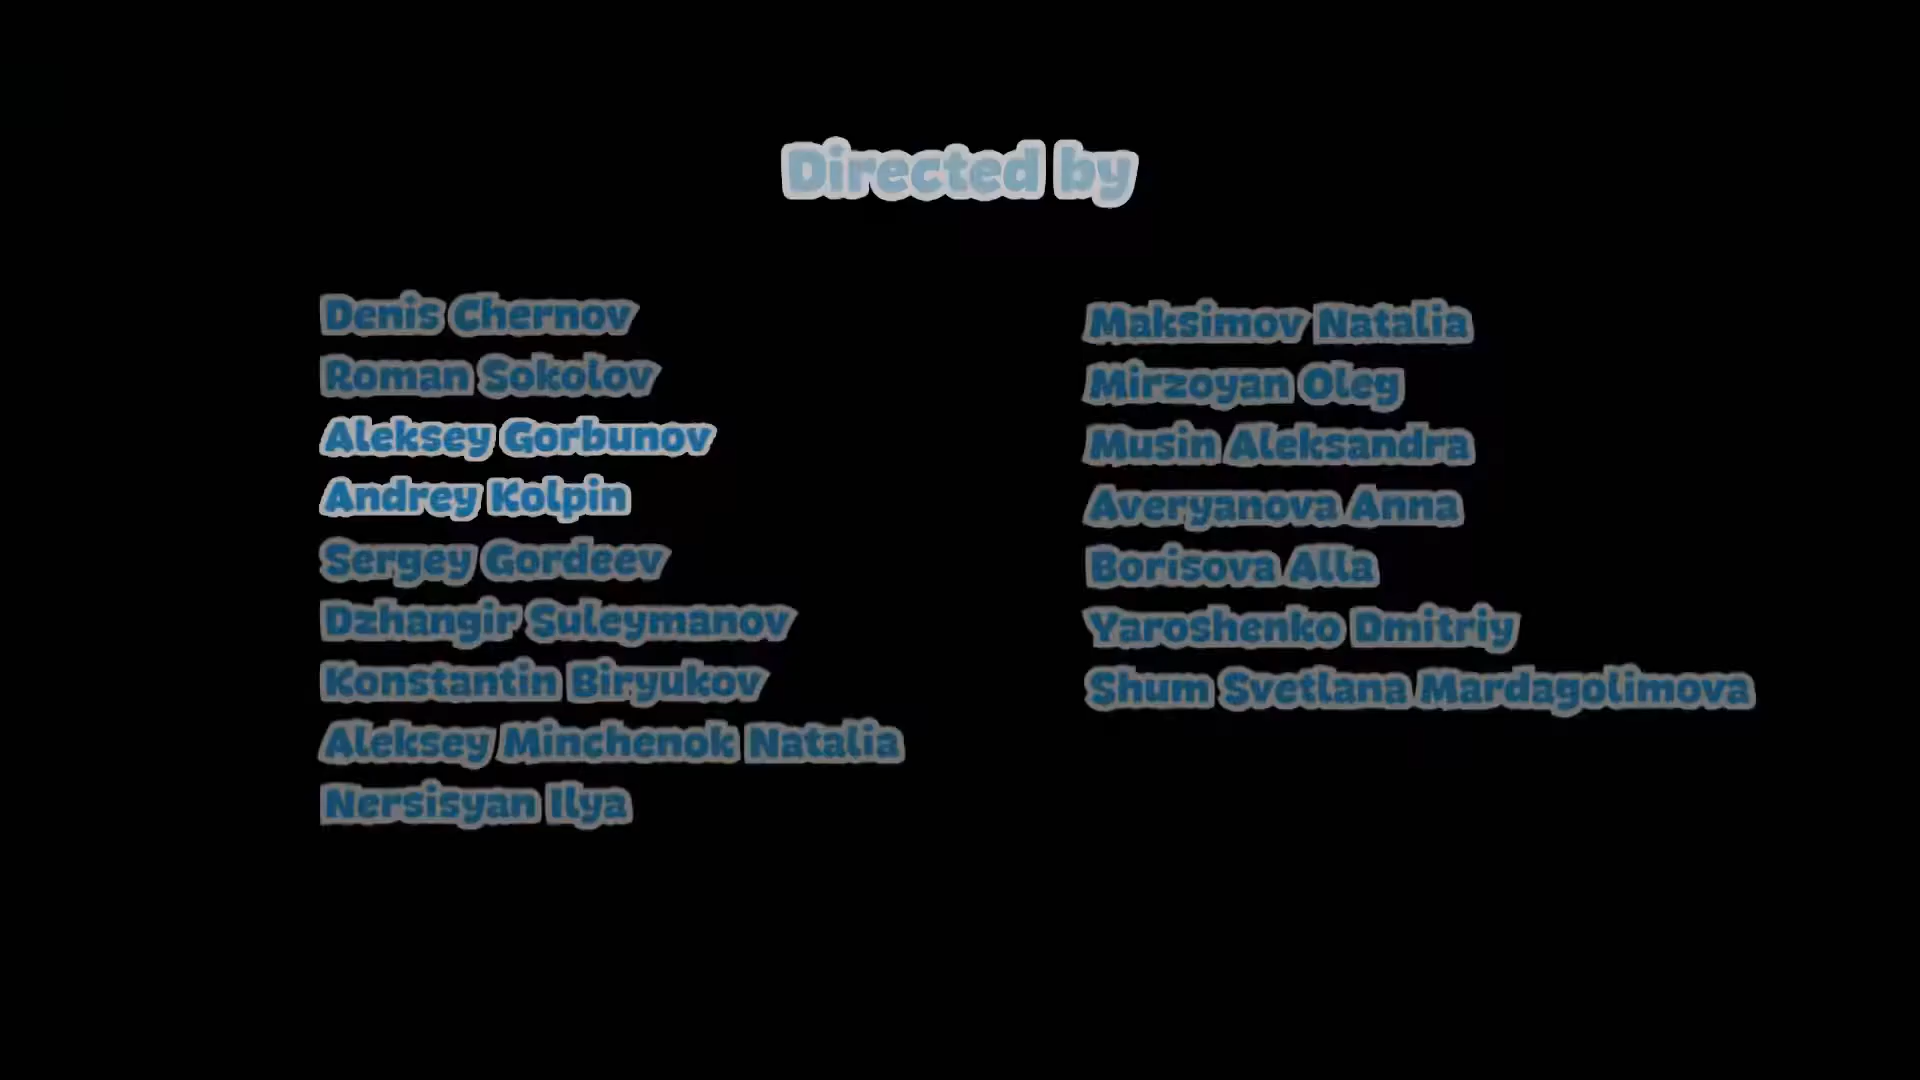 Directed by
Denis Chernov
Roman Sokolov
Aleksey Gorbunov
Andrey Kolpin
Sergey Gordeev
Dzhangir Suleymanov
Konstantin Biryukov
Aleksey Minchenok Natalia
Nersisyan Ilya
Maksimov Natalia
Mirzoyan Oleg
Musin Aleksandra
Averyanova Anna
Borisova Alla
Yaroshenko Dmitriy
Shum Svetlana Mardagolimova